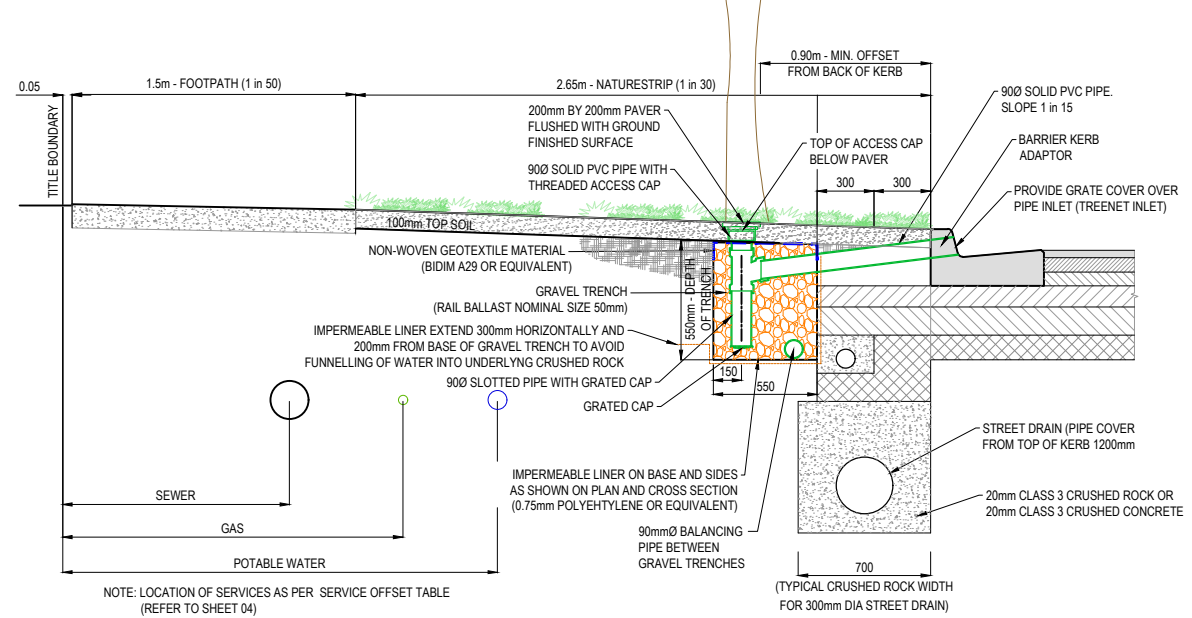 0.05
1.5m - FOOTPATH (1 in 50)
2.65m - NATURESTRIP (1 in 30)
0.90m - MIN. OFFSET
FROM BACK OF KERB
TITLE BOUNDARY
200mm BY 200mm PAVER
FLUSHED WITH GROUND
FINISHED SURFACE
90Ø SOLID PVC PIPE WITH
THREADED ACCESS CAP
TOP OF ACCESS CAP
BELOW PAVER
300
300
90Ø SOLID PVC PIPE.
SLOPE 1 in 15
BARRIER KERB
ADAPTOR
PROVIDE GRATE COVER OVER
PIPE INLET (TREENET INLET)
100mm TOP SOIL
NON-WOVEN GEOTEXTILE MATERIAL
(BIDIM A29 OR EQUIVALENT)
GRAVEL TRENCH
(RAIL BALLAST NOMINAL SIZE 50mm)
550mm - DEPTH
OF TRENCH
IMPERMEABLE LINER EXTEND 300mm HORIZONTALLY AND
200mm FROM BASE OF GRAVEL TRENCH TO AVOID
FUNNELLING OF WATER INTO UNDERLYNG CRUSHED ROCK
90Ø SLOTTED PIPE WITH GRATED CAP
GRATED CAP
150
550
IMPERMEABLE LINER ON BASE AND SIDES
AS SHOWN ON PLAN AND CROSS SECTION
(0.75mm POLYEHTYLENE OR EQUIVALENT)
90mmØ BALANCING
PIPE BETWEEN
GRAVEL TRENCHES
STREET DRAIN (PIPE COVER
FROM TOP OF KERB 1200mm
20mm CLASS 3 CRUSHED ROCK OR
20mm CLASS 3 CRUSHED CONCRETE
700
(TYPICAL CRUSHED ROCK WIDTH
FOR 300mm DIA STREET DRAIN)
SEWER
GAS
POTABLE WATER
NOTE: LOCATION OF SERVICES AS PER SERVICE OFFSET TABLE
(REFER TO SHEET 04)